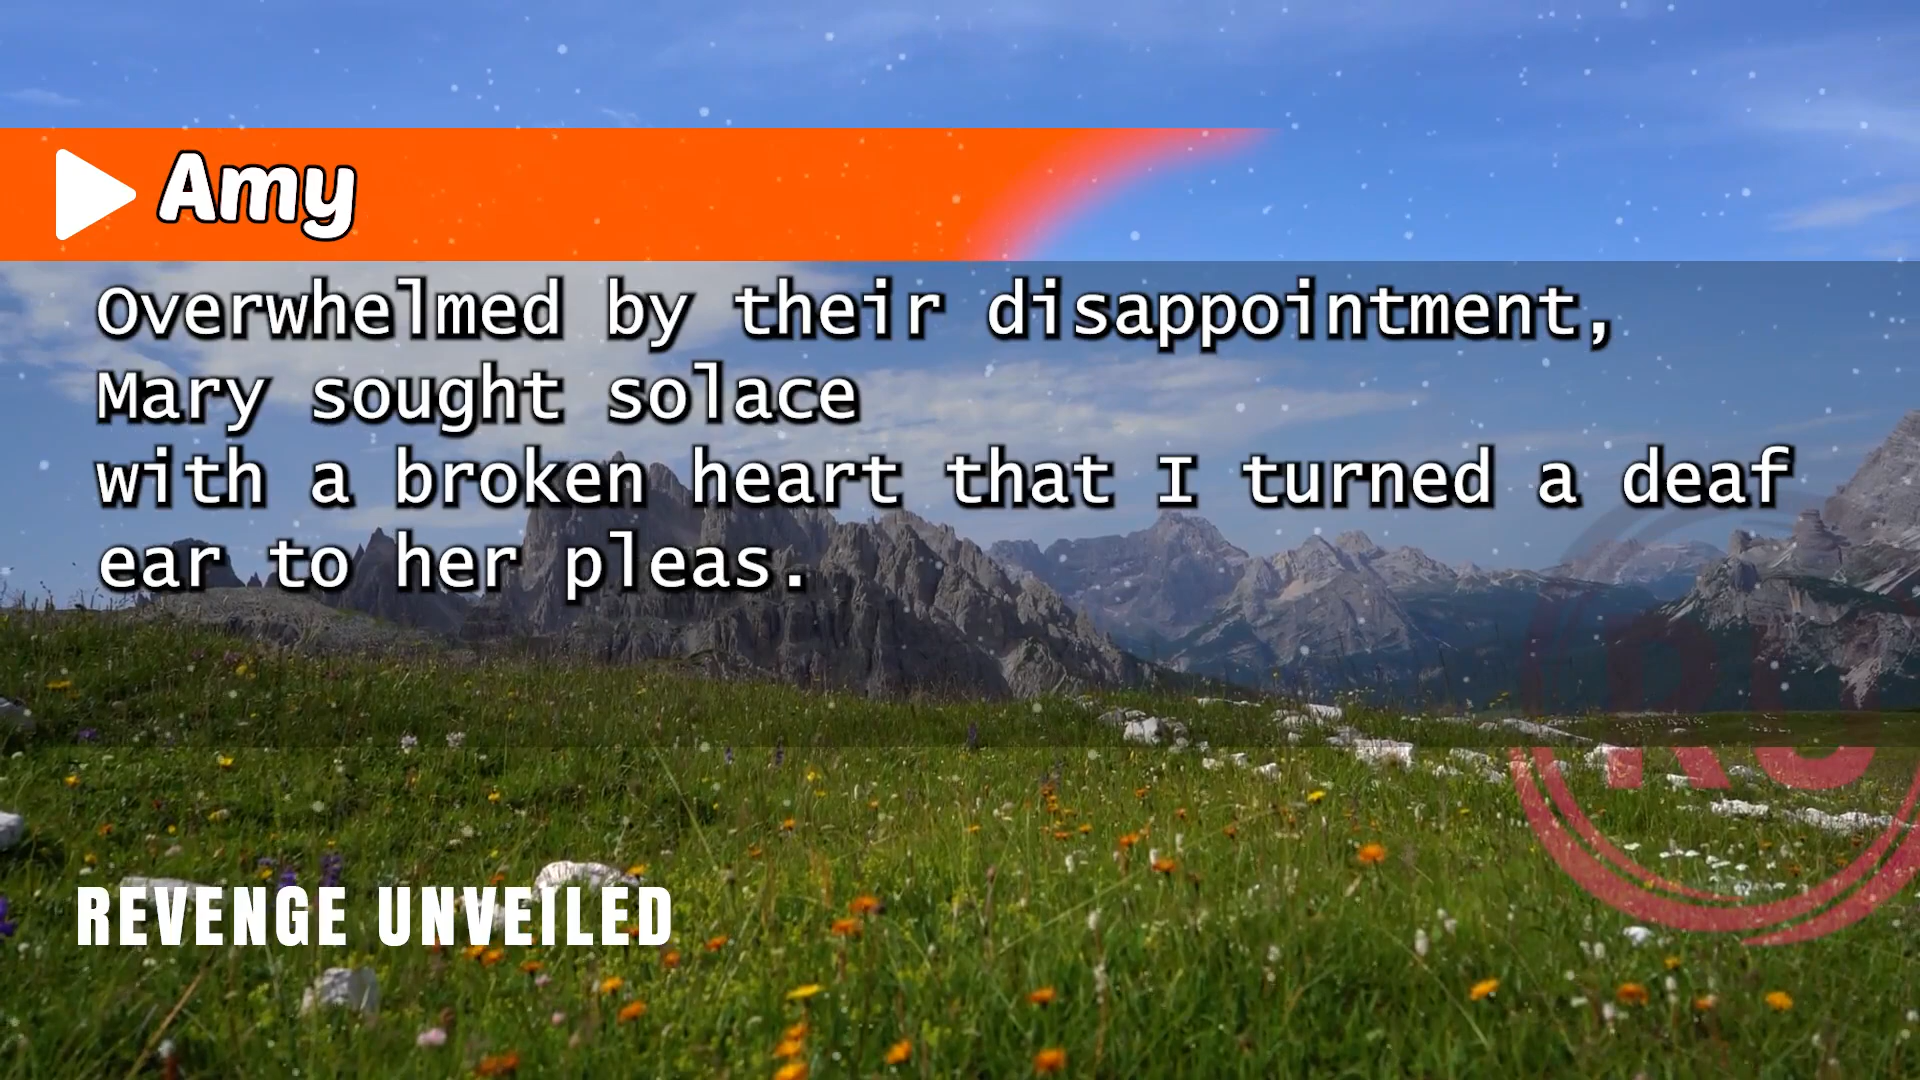 Amy
Overwhelmed by their disappointment,
Mary sought solace
with a broken heart that I turned a deaf
ear to her pleas.
RU
REVENGE UNVEILED